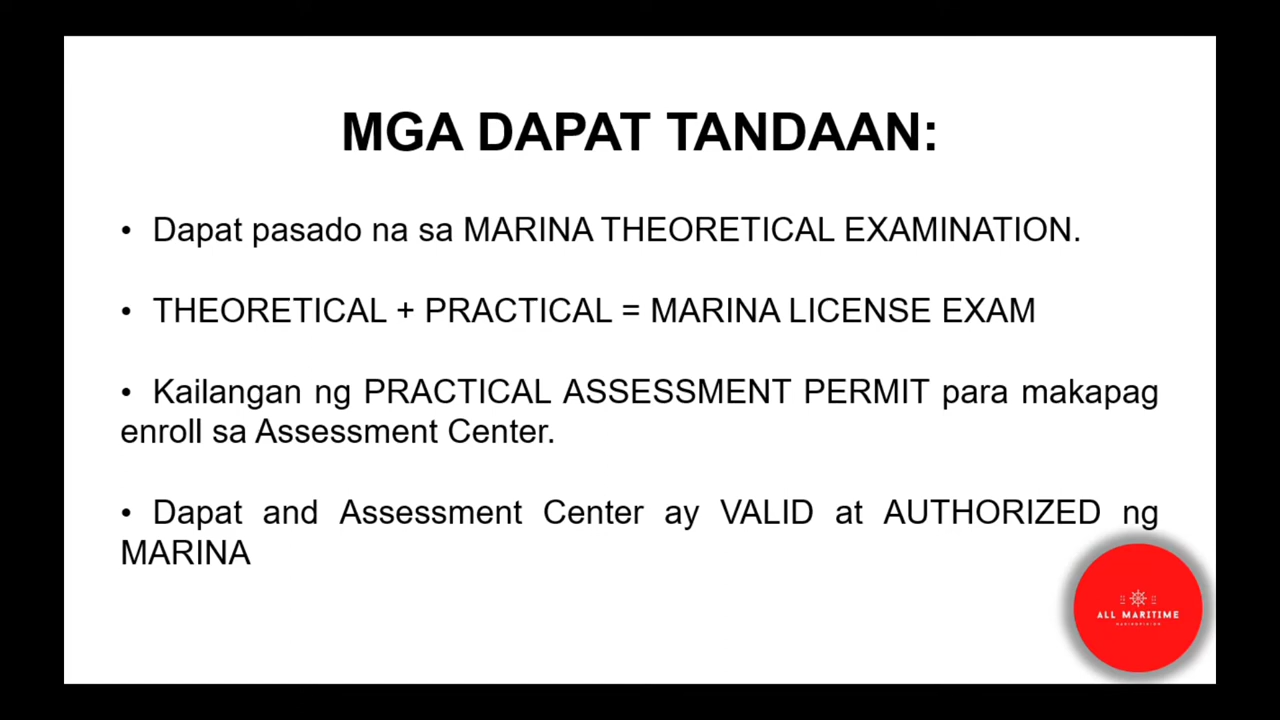 MGA DAPAT TANDAAN:
• Dapat pasado na sa MARINA THEORETICAL EXAMINATION.
• THEORETICAL + PRACTICAL = MARINA LICENSE EXAM
• Kailangan ng PRACTICAL ASSESSMENT PERMIT para makapag
enroll sa Assessment Center.
• Dapat and Assessment Center ay VALID at AUTHORIZED ng
MARINA
ALL MARITIME